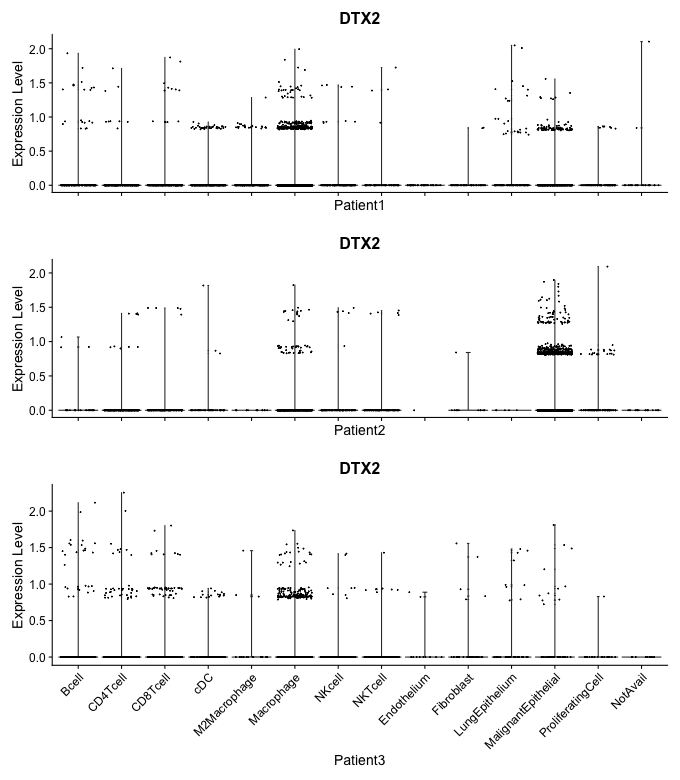 DTX2
Expression Level
2.0
1.5
1.0
0.5
0.0
Patient1
DTX2
Expression Level
2.0
1.5
1.0
0.5
0.0
Patient2
DTX2
Expression Level
2.0
1.5
1.0
0.5
0.0
Bcell
CD4Tcell
CD8Tcell
cDC
M2Macrophage
Macrophage
NKcell
NKTcell
Endothelium
Fibroblast
LungEpithelium
MalignantEpithelial
ProliferatingCell
NotAvail
Patient3